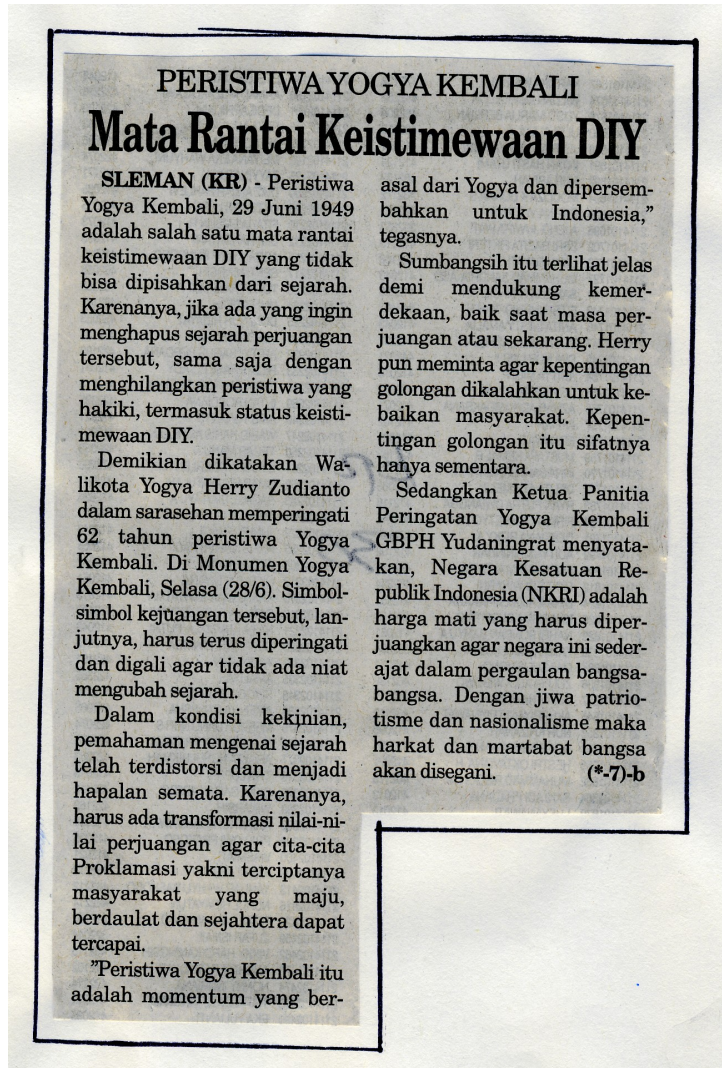 PERISTIWA YOGYA KEMBALI
Mata Rantai Keistimewaan DIY
SLEMAN (KR) - Peristiwa
Yogya Kembali, 29 Juni 1949
adalah salah satu mata rantai
keistimewaan DIY yang tidak
bisa dipisahkan dari sejarah.
Karenanya, jika ada yang ingin
menghapus sejarah perjuangan
tersebut, sama saja dengan
menghilangkan peristiwa yang
hakiki, termasuk status keisti-
mewaan DIY.
Demikian dikatakan Wa-
likota Yogya Herry Zudianto
dalam sarasehan memperingati
62 tahun peristiwa Yogya
Kembali. Di Monumen Yogya
Kembali, Selasa (28/6). Simbol-
simbol kejuangan tersebut, lan-
jutnya, harus terus diperingati
dan digali agar tidak ada niat
mengubah sejarah.
Dalam kondisi kekinian,
pemahaman mengenai sejarah
telah terdistorsi dan menjadi
hapalan semata. Karenanya,
harus ada transformasi nilai-ni-
lai perjuangan agar cita-cita
Proklamasi yakni terciptanya
masyarakat yang maju,
berdaulat dan sejahtera dapat
tercapai.
"Peristiwa Yogya Kembali itu
adalah momentum yang ber-
asal dari Yogya dan dipersem-
bahkan untuk Indonesia,"
tegasnya.
Sumbangsih itu terlihat jelas
demi mendukung kemer-
dekaan, baik saat masa per-
juangan atau sekarang. Herry
pun meminta agar kepentingan
golongan dikalahkan untuk ke-
baikan masyarakat. Kepen-
tingan golongan itu sifatnya
hanya sementara.
Sedangkan Ketua Panitia
Peringatan Yogya Kembali
GBPH Yudaningrat menyata-
kan, Negara Kesatuan Re-
publik Indonesia (NKRI) adalah
harga mati yang harus diper-
juangkan agar negara ini seder-
ajat dalam pergaulan bangsa-
bangsa. Dengan jiwa patrio-
tisme dan nasionalisme maka
harkat dan martabat bangsa
akan disegani. (*-7)-b